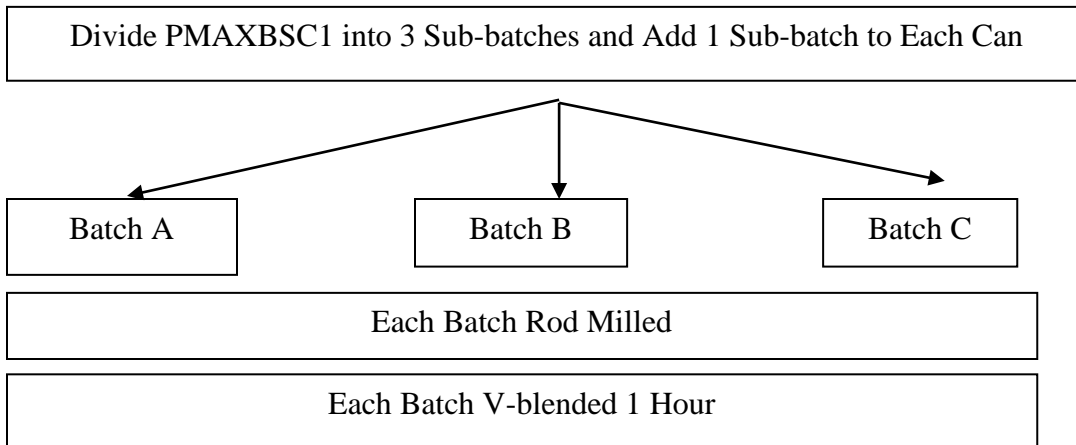 Divide PMAXBSC1 into 3 Sub-batches and Add 1 Sub-batch to Each Can
Batch A
Batch B
Batch C
Each Batch Rod Milled
Each Batch V-blended 1 Hour